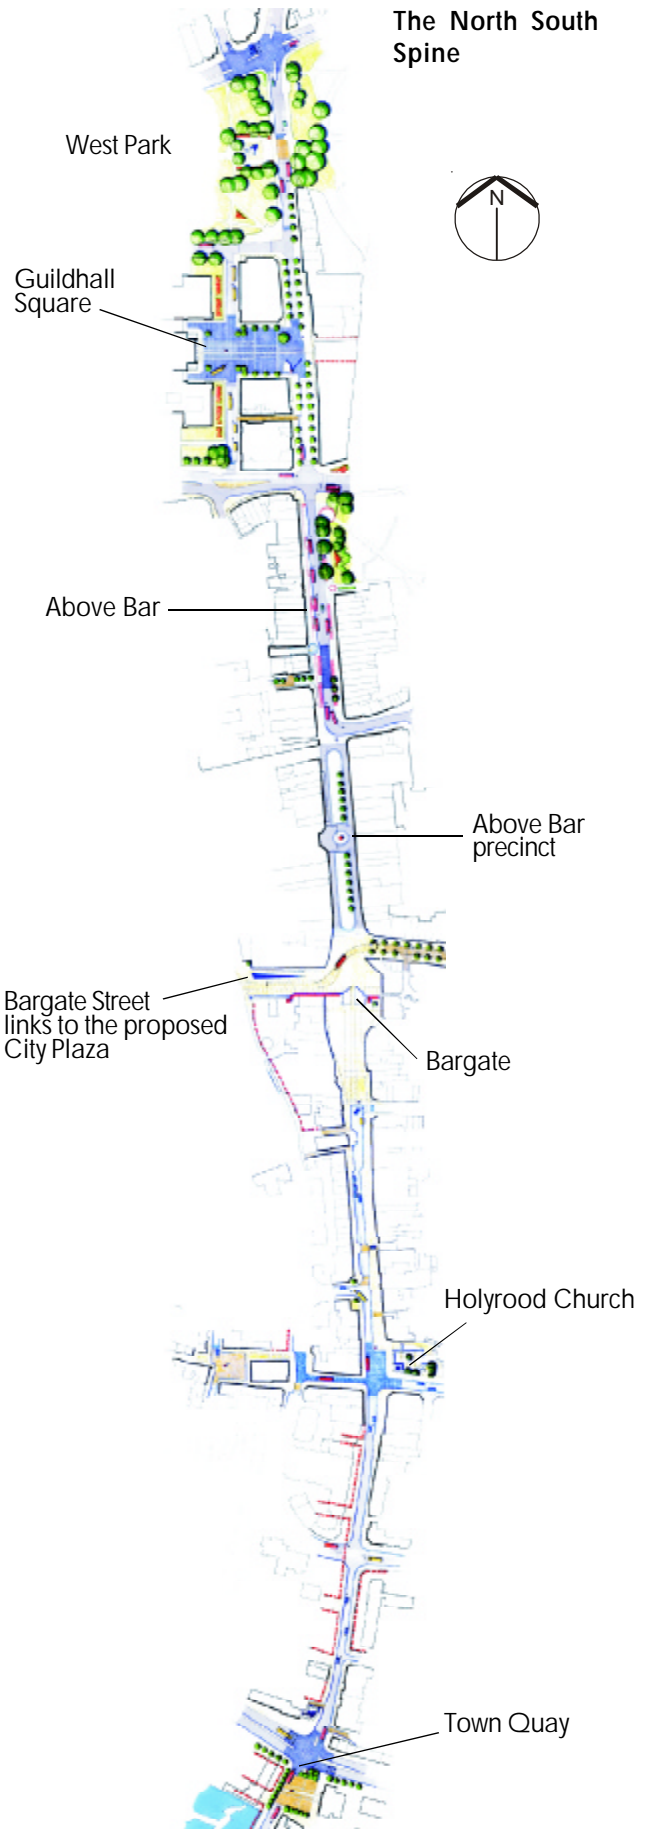 The North South
Spine
West Park
N
Guildhall
Square
Above Bar
Above Bar
precinct
Bargate Street
links to the proposed
City Plaza
Bargate
Holyrood Church
Town Quay